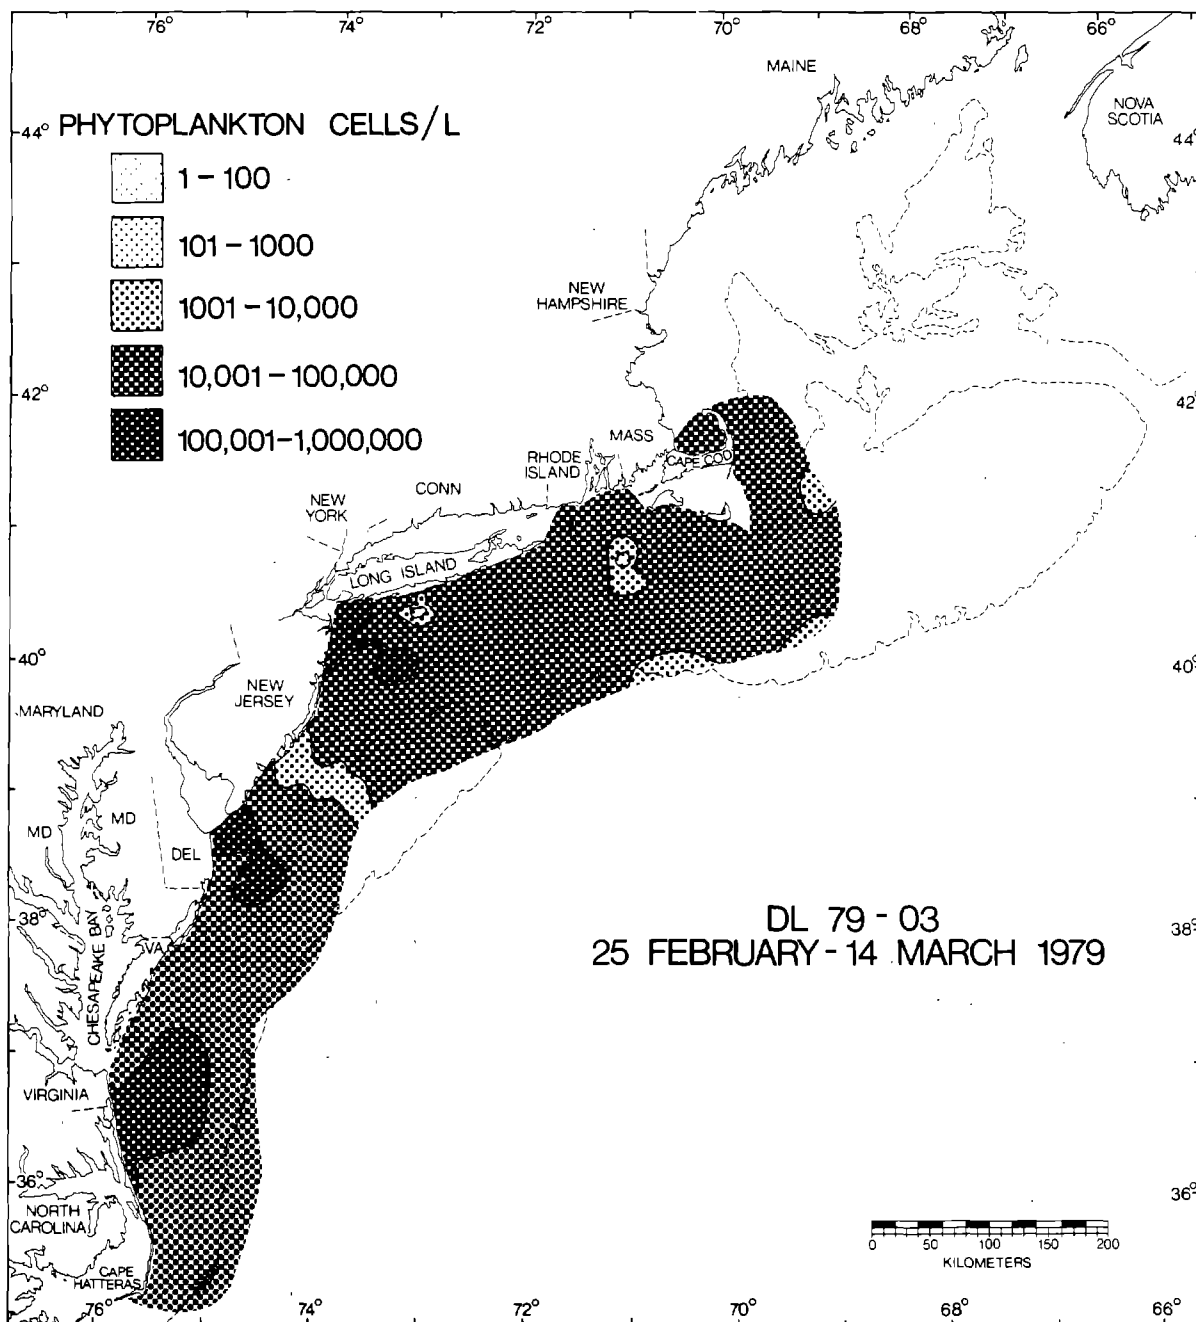 76° 74° 72° 70° 68° 66°
MAINE
NOVA
SCOTIA
44° PHYTOPLANKTON CELLS/L 44°
1-100
101-1000
1001-10,000
10,001-100,000
100,001-1,000,000
NEW
HAMPSHIRE
42° 42°
MASS
RHODE
ISLAND
CAPE COD
CONN
NEW
YORK
LONG ISLAND
40° 40°
NEW
JERSEY
MARYLAND
MD
MD
DEL
38° 38°
CHESAPEAKE BAY
VA
DL 79-03
25 FEBRUARY-14 MARCH 1979
VIRGINIA
36° 36°
NORTH
CAROLINA
CAPE
HATTERAS
0 50 100 150 200
KILOMETERS
76° 74° 72° 70° 68° 66°